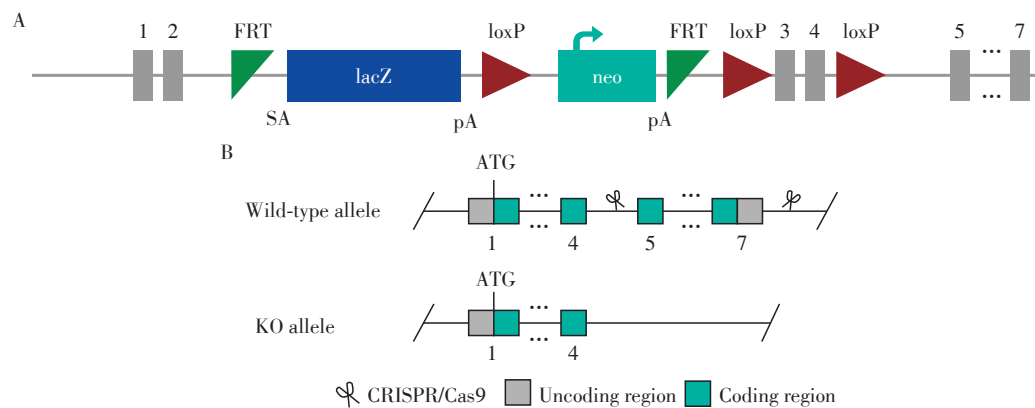 A
1 2 FRT loxP FRT loxP 3 4 loxP 5 ... 7
lacZ neo ...
SA pA pA
B
ATG
Wild-type allele ... ...
... ...
1 4 5 7
ATG
KO allele ...
...
1 4
CRISPR/Cas9 Uncoding region Coding region